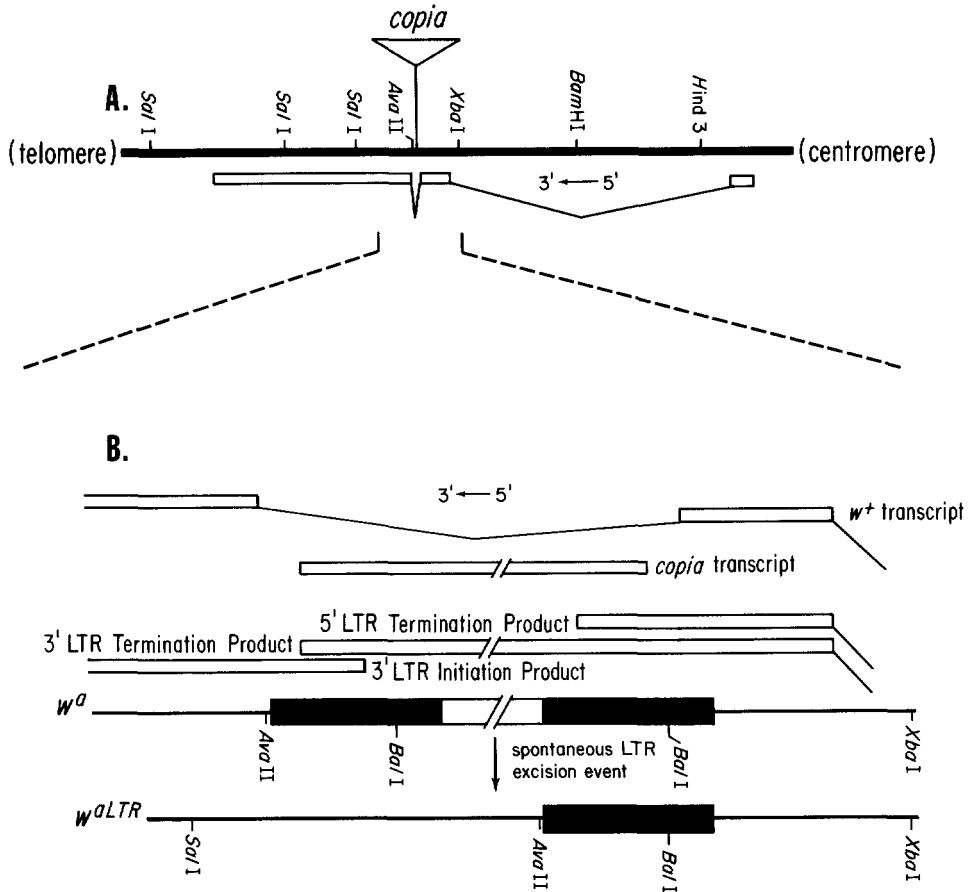 copia
A.
Sal I
Sal I
Sal I
Ava II
Xba I
BamHI
Hind 3
(telomere)
(centromere)
3' ← 5'
B.
3' ← 5'
w+ transcript
copia transcript
5' LTR Termination Product
3' LTR Termination Product
3' LTR Initiation Product
wa
Ava II
Bal I
Bal I
Xba I
spontaneous LTR
excision event
waLTR
Sal I
Ava II
Bal I
Xba I